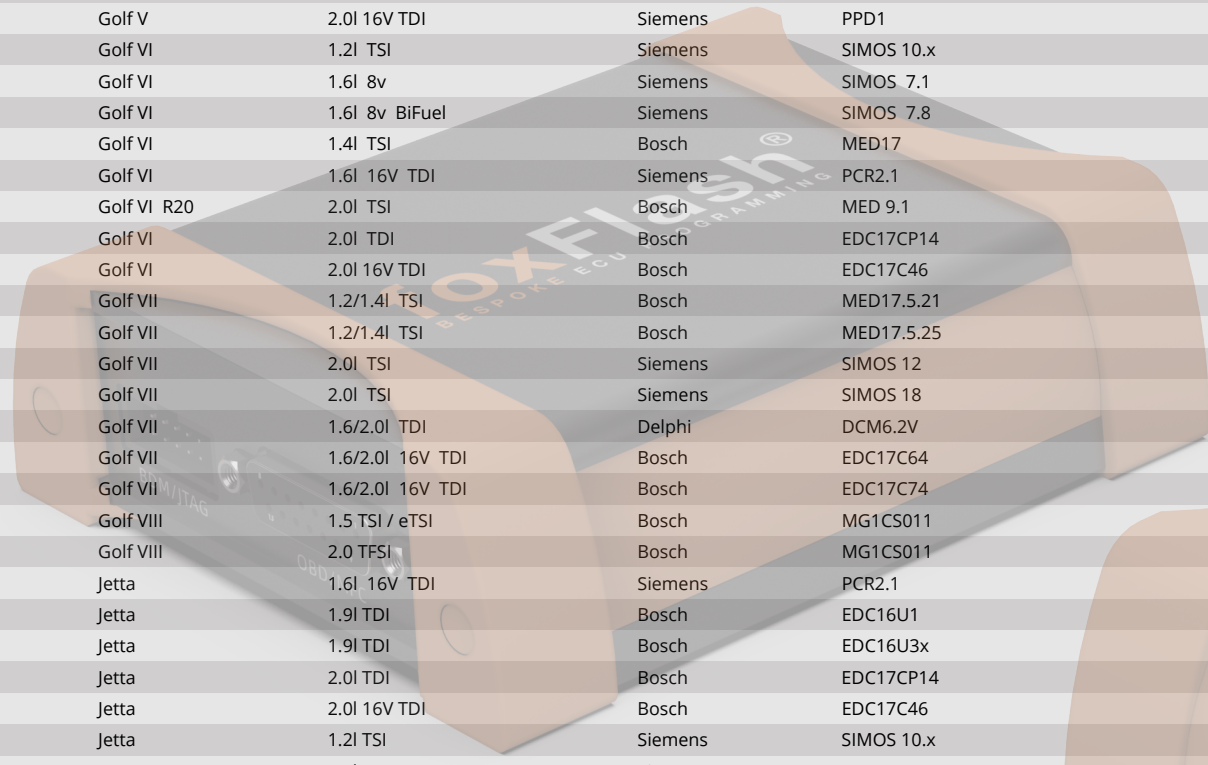 Golf V 2.0l 16V TDI Siemens PPD1
Golf VI 1.2l TSI Siemens SIMOS 10.x
Golf VI 1.6l 8v Siemens SIMOS 7.1
Golf VI 1.6l 8v BiFuel Siemens SIMOS 7.8
Golf VI 1.4l TSI Bosch MED17
Golf VI 1.6l 16V TDI Siemens PCR2.1
Golf VI R20 2.0l TSI Bosch MED 9.1
Golf VI 2.0l TDI Bosch EDC17CP14
Golf VI 2.0l 16V TDI Bosch EDC17C46
Golf VII 1.2/1.4l TSI Bosch MED17.5.21
Golf VII 1.2/1.4l TSI Bosch MED17.5.25
Golf VII 2.0l TSI Siemens SIMOS 12
Golf VII 2.0l TSI Siemens SIMOS 18
Golf VII 1.6/2.0l TDI Delphi DCM6.2V
Golf VII 1.6/2.0l 16V TDI Bosch EDC17C64
Golf VII 1.6/2.0l 16V TDI Bosch EDC17C74
Golf VIII 1.5 TSI / eTSI Bosch MG1CS011
Golf VIII 2.0 TFSI Bosch MG1CS011
Jetta 1.6l 16V TDI Siemens PCR2.1
Jetta 1.9l TDI Bosch EDC16U1
Jetta 1.9l TDI Bosch EDC16U3x
Jetta 2.0l TDI Bosch EDC17CP14
Jetta 2.0l 16V TDI Bosch EDC17C46
Jetta 1.2l TSI Siemens SIMOS 10.x
foxFlash®
BESPOKE ECU PROGRAMMING
BDM/JTAG